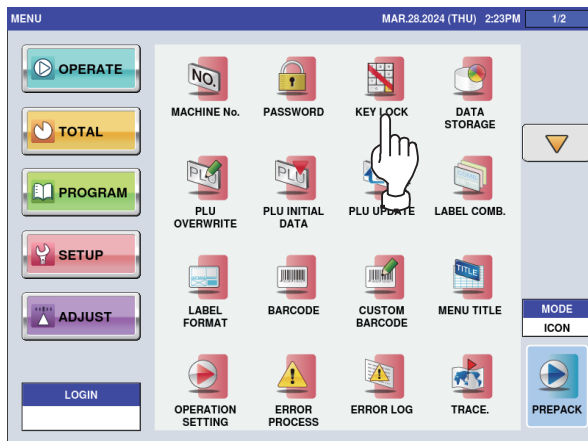 MENU
MAR.28.2024 (THU) 2:23PM
1/2
OPERATE
TOTAL
PROGRAM
SETUP
ADJUST
LOGIN
NO.
MACHINE No.
PASSWORD
KEY LOCK
DATA
STORAGE
PLU
PLU
OVERWRITE
PLU
PLU INITIAL
DATA
PLU UPDATE
LABEL COMB.
LABEL
FORMAT
BARCODE
CUSTOM
BARCODE
TITLE
MENU TITLE
OPERATION
SETTING
ERROR
PROCESS
ERROR LOG
TRACE.
MODE
ICON
PREPACK